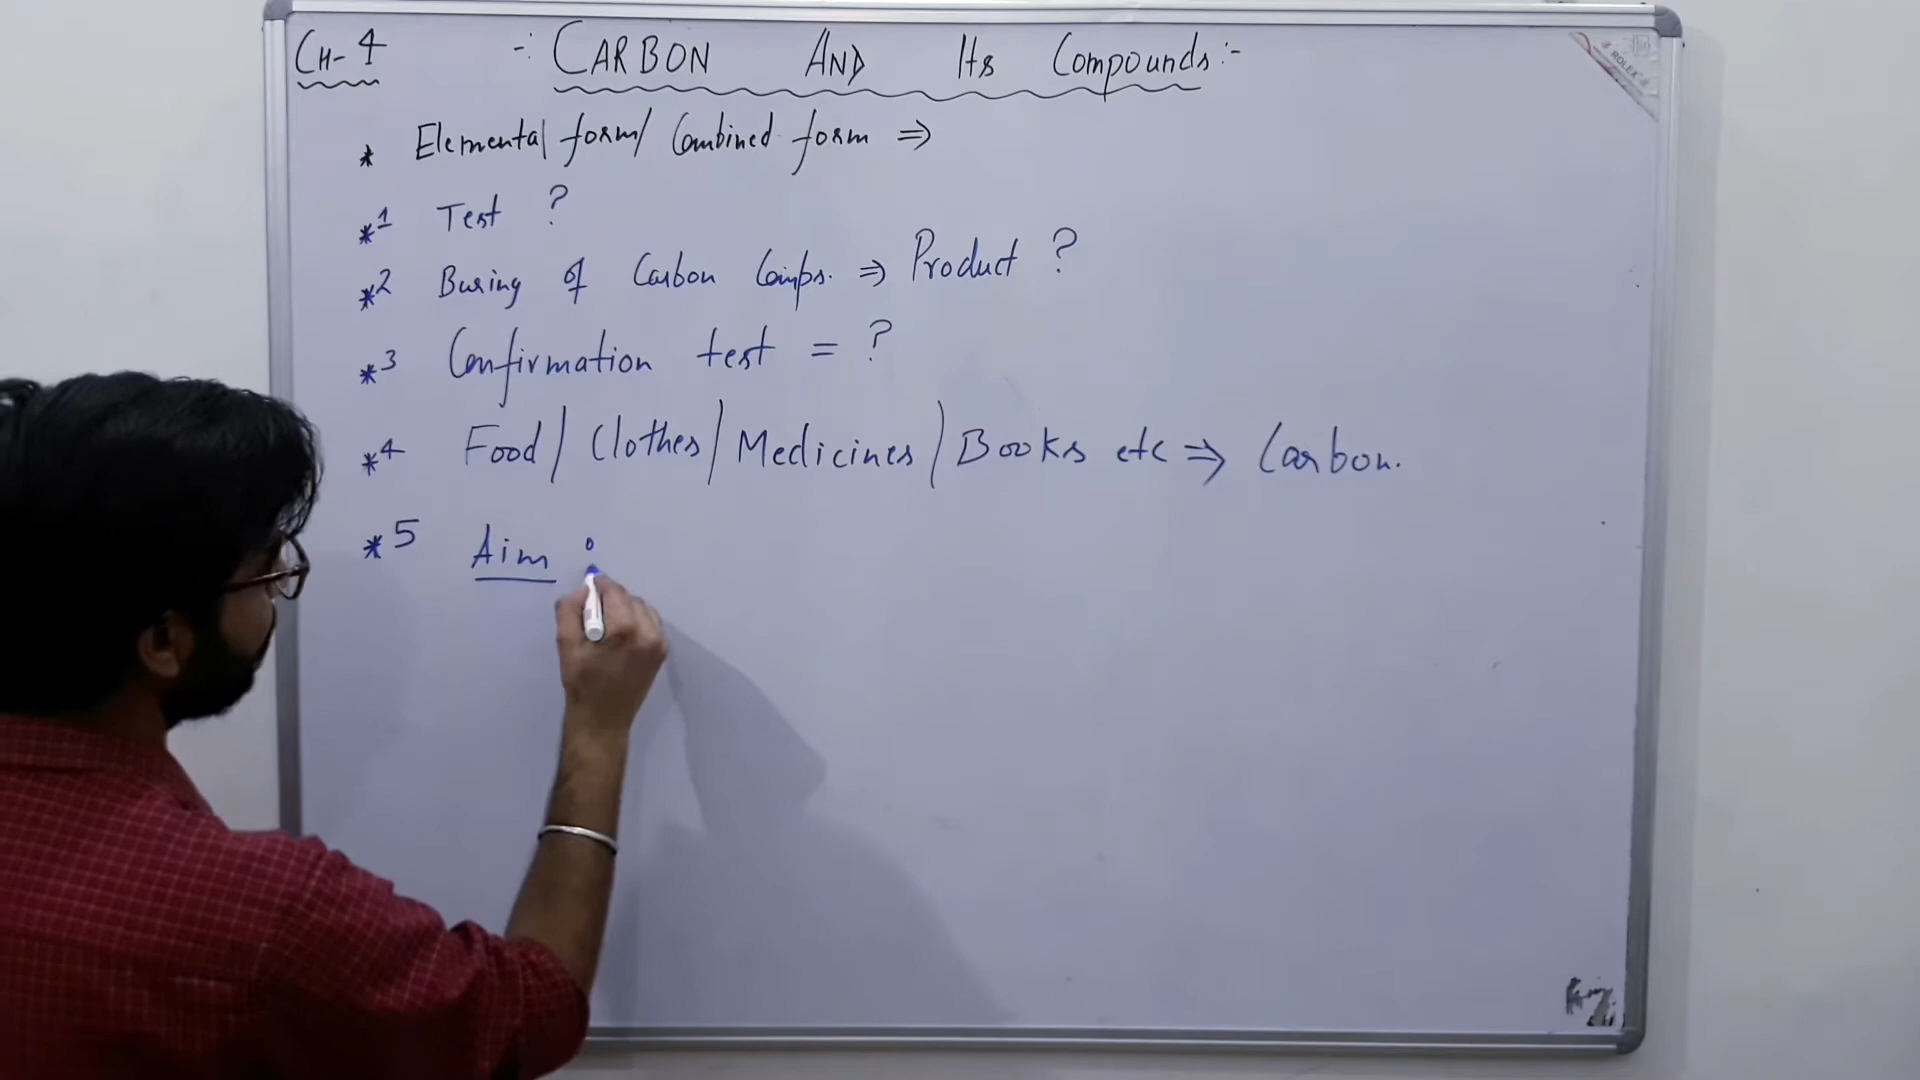 CH-4 -: CARBON AND Its Compounds :-
* Elemental form/ Combined form ⇒
*1 Test ?
*2 Buring of Carbon Comps. ⇒ Product ?
*3 Confirmation test = ?
*4 Food/ Clothes/ Medicines/ Books etc ⇒ Carbon.
*5 Aim :
ROLEX